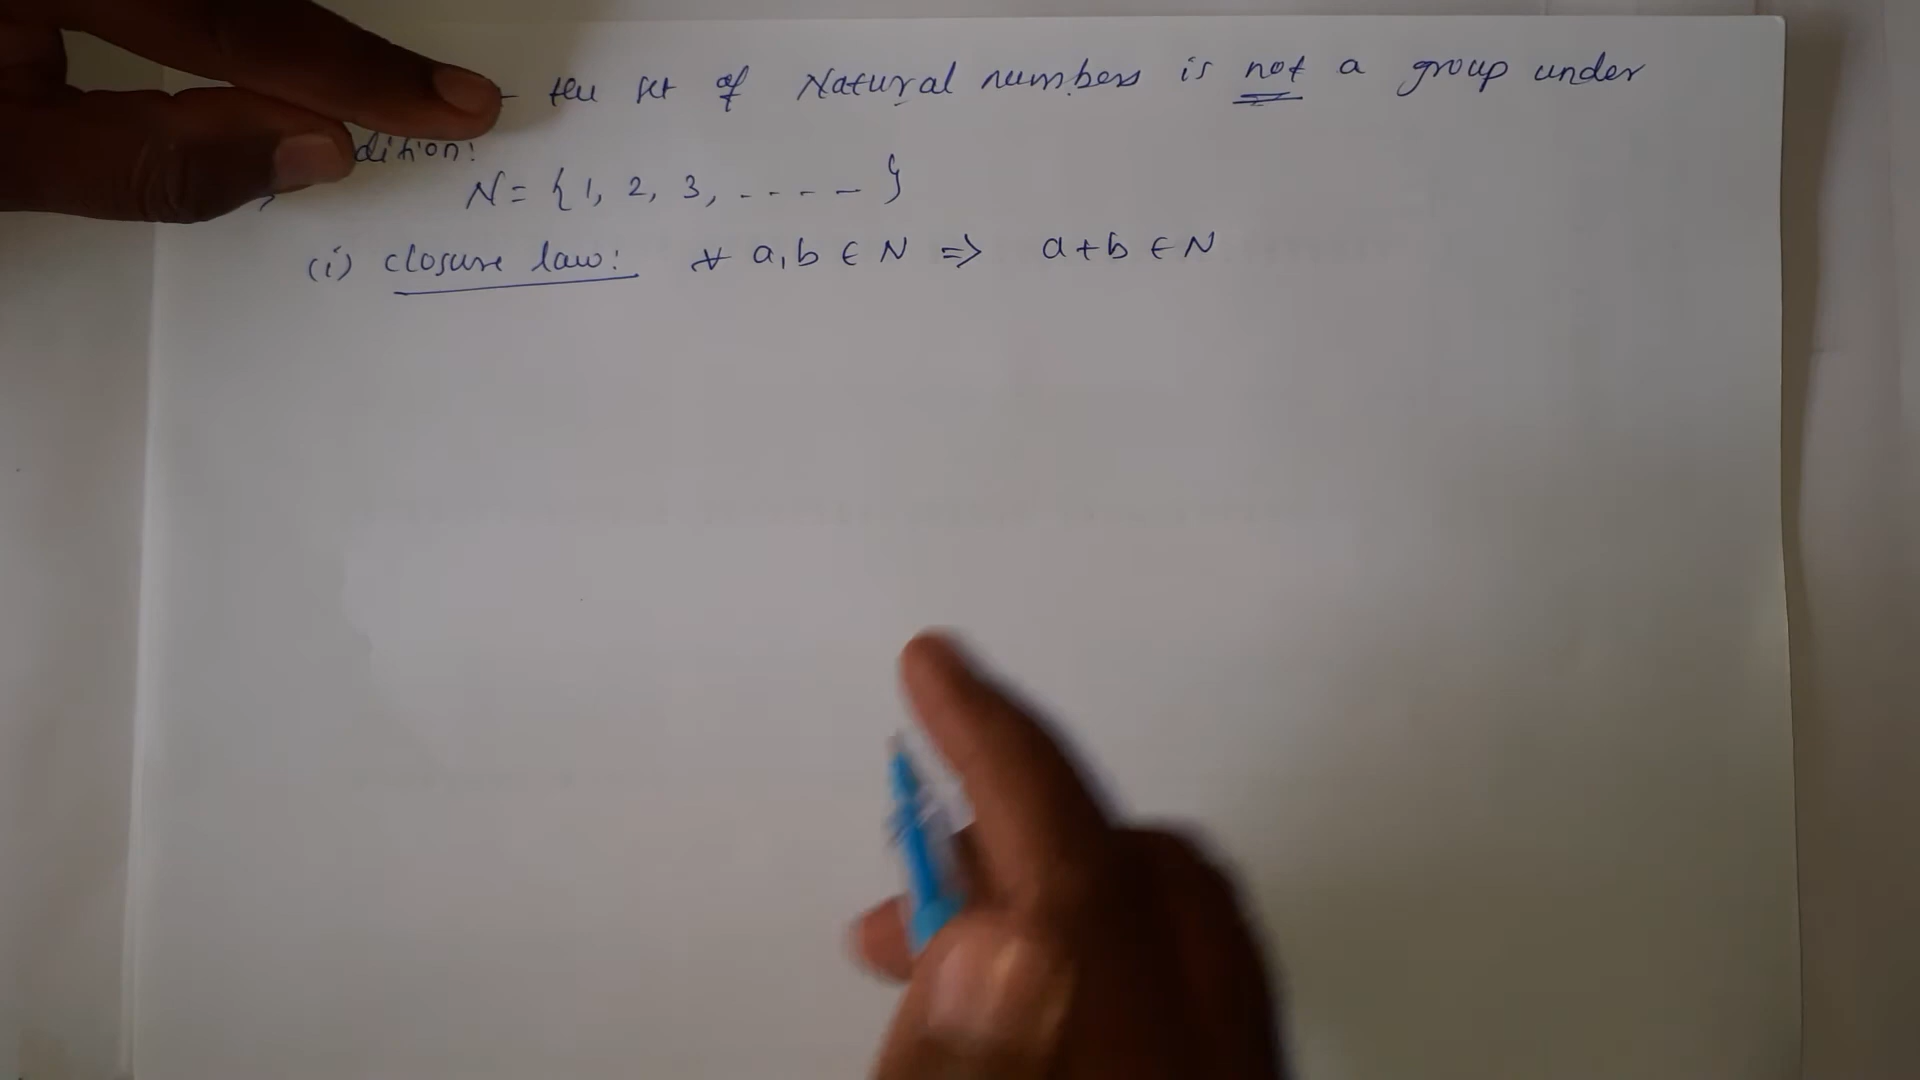 the set of Natural numbers is not a group under
dition:
N = {1, 2, 3, - - - - - }
(i) closure law: ∀ a, b ∈ N ⇒ a + b ∈ N